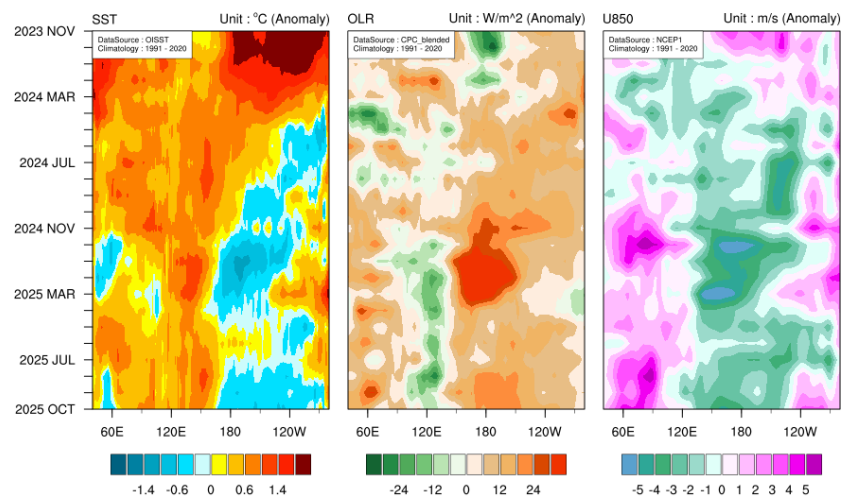 SST Unit : °C (Anomaly)
OLR Unit : W/m^2 (Anomaly)
U850 Unit : m/s (Anomaly)
DataSource : OISST
Climatology : 1991 - 2020
DataSource : CPC_blended
Climatology : 1991 - 2020
DataSource : NCEP1
Climatology : 1991 - 2020
2023 NOV
2024 MAR
2024 JUL
2024 NOV
2025 MAR
2025 JUL
2025 OCT
60E 120E 180 120W
60E 120E 180 120W
60E 120E 180 120W
-1.4 -0.6 0 0.6 1.4
-24 -12 0 12 24
-5 -4 -3 -2 -1 0 1 2 3 4 5